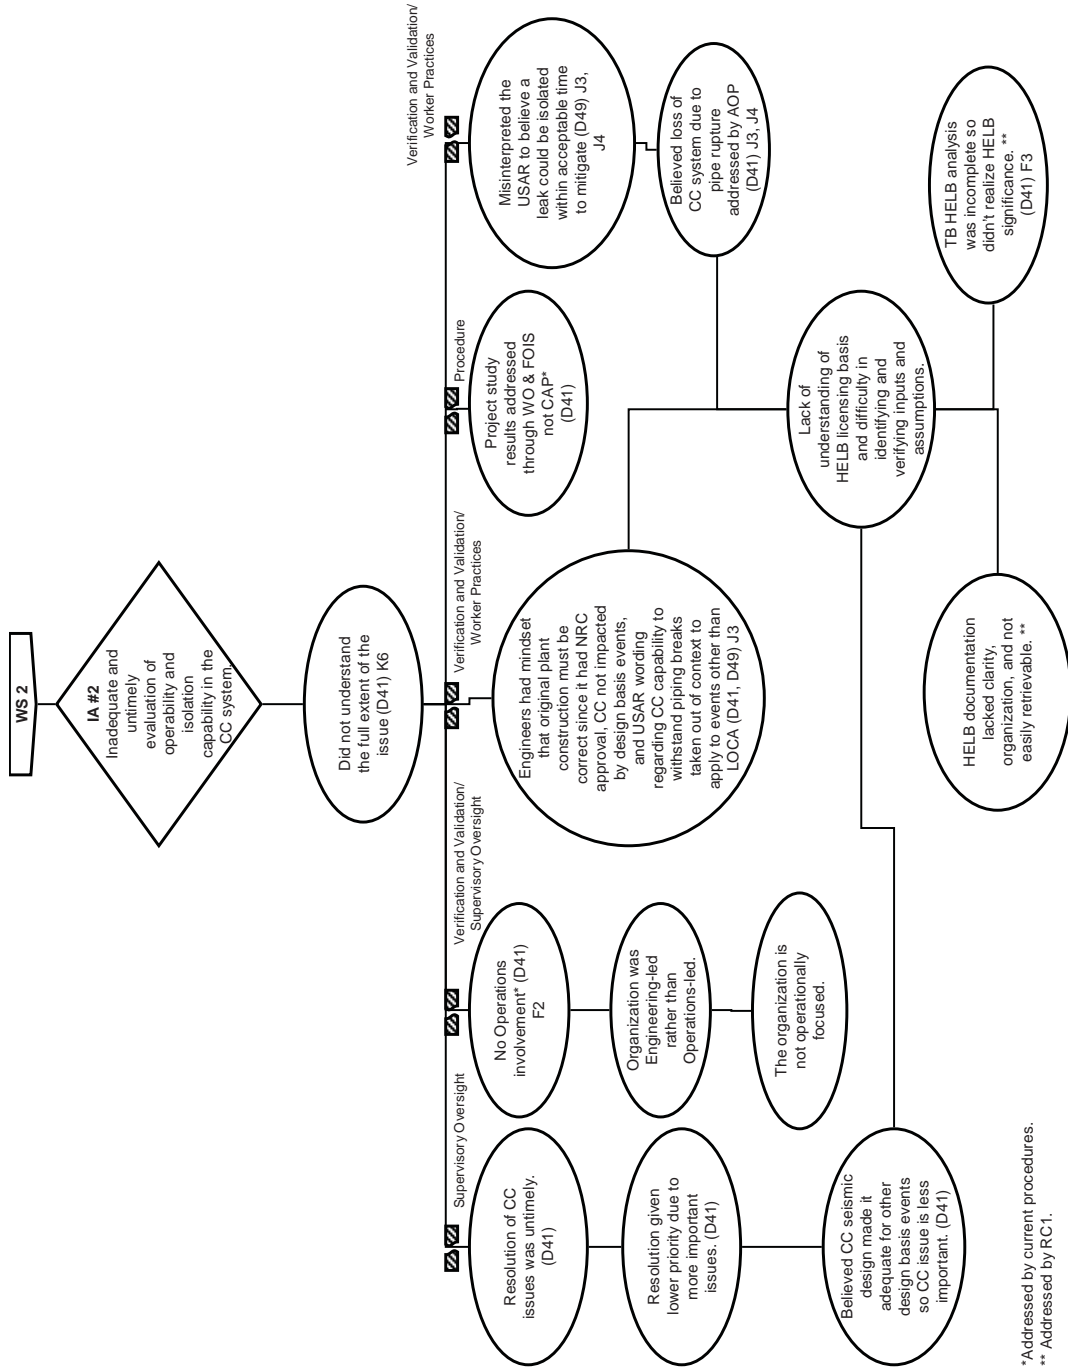 WS 2
IA #2
Inadequate and
untimely
evaluation of
operability and
isolation
capability in the
CC system.
Did not understand
the full extent of the
issue (D41) K6
Supervisory Oversight
Resolution of CC
issues was untimely.
(D41)
Resolution given
lower priority due to
more important
issues. (D41)
Believed CC seismic
design made it
adequate for other
design basis events
so CC issue is less
important. (D41)
Verification and Validation/
Supervisory Oversight
No Operations
involvement* (D41)
F2
Organization was
Engineering-led
rather than
Operations-led.
The organization is
not operationally
focused.
Verification and Validation/
Worker Practices
Engineers had mindset
that original plant
construction must be
correct since it had NRC
approval, CC not impacted
by design basis events,
and USAR wording
regarding CC capability to
withstand piping breaks
taken out of context to
apply to events other than
LOCA (D41, D49) J3
Procedure
Project study
results addressed
through WO & FOIS
not CAP*
(D41)
Verification and Validation/
Worker Practices
Misinterpreted the
USAR to believe a
leak could be isolated
within acceptable time
to mitigate (D49) J3,
J4
Believed loss of
CC system due to
pipe rupture
addressed by AOP
(D41) J3, J4
Lack of
understanding of
HELB licensing basis
and difficulty in
identifying and
verifying inputs and
assumptions.
HELB documentation
lacked clarity,
organization, and not
easily retrievable. **
TB HELB analysis
was incomplete so
didn't realize HELB
significance. **
(D41) F3
*Addressed by current procedures.
** Addressed by RC1.